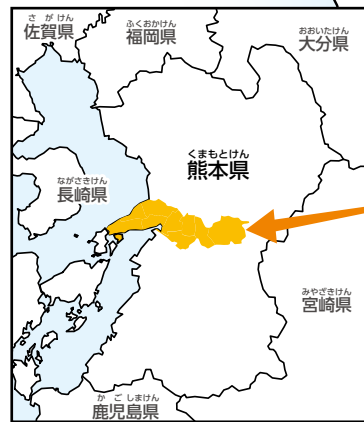 さがけん
佐賀県
ふくおかけん
福岡県
おおいたけん
大分県
くまもとけん
熊本県
ながさきけん
長崎県
みやざきけん
宮崎県
かごしまけん
鹿児島県